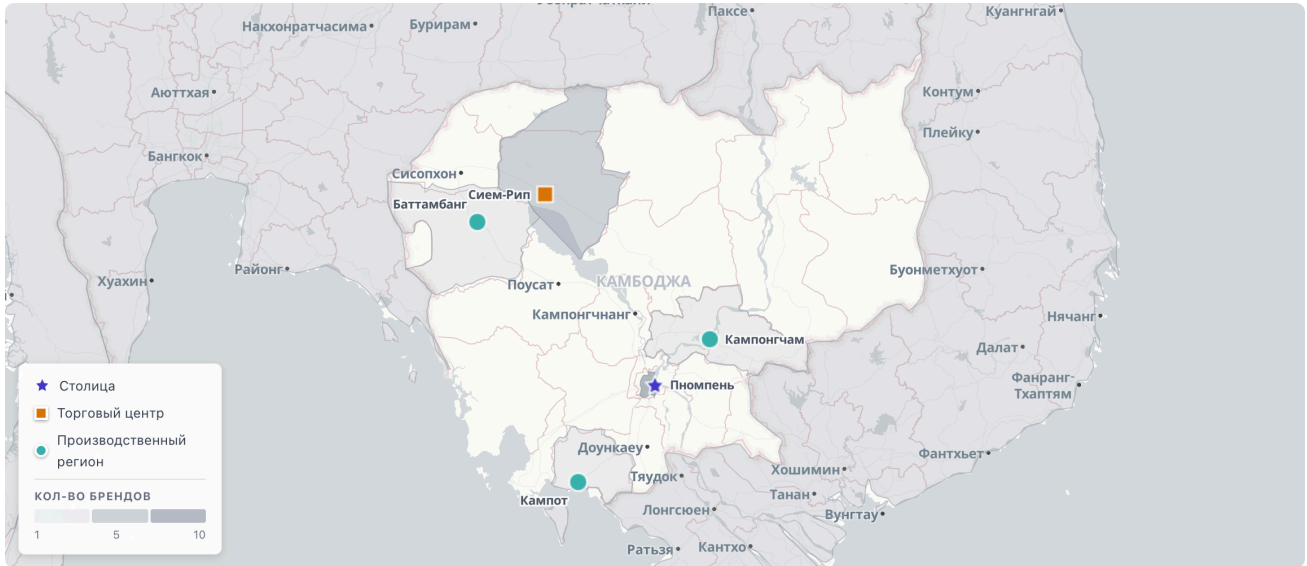 Паксе
Куангнгай
Накхонратчасима
Бурирам
Аюттхая
Контум
Плейку
Бангкок
Сисопхон
Сием-Рип
Баттамбанг
Районг
Хуахин
Поусат
КАМБОДЖА
Буонметхуот
Кампонгчнанг
Нячанг
Кампонгчам
Далат
Пномпень
Фанранг-
Тхаптям
Доункаеу
Фантхьет
Хошимин
Тяудок
Танан
Кампот
Лонгсюен
Вунгтау
Ратьзя
Кантхо
Столица
Торговый центр
Производственный
регион
КОЛ-ВО БРЕНДОВ
1 5 10